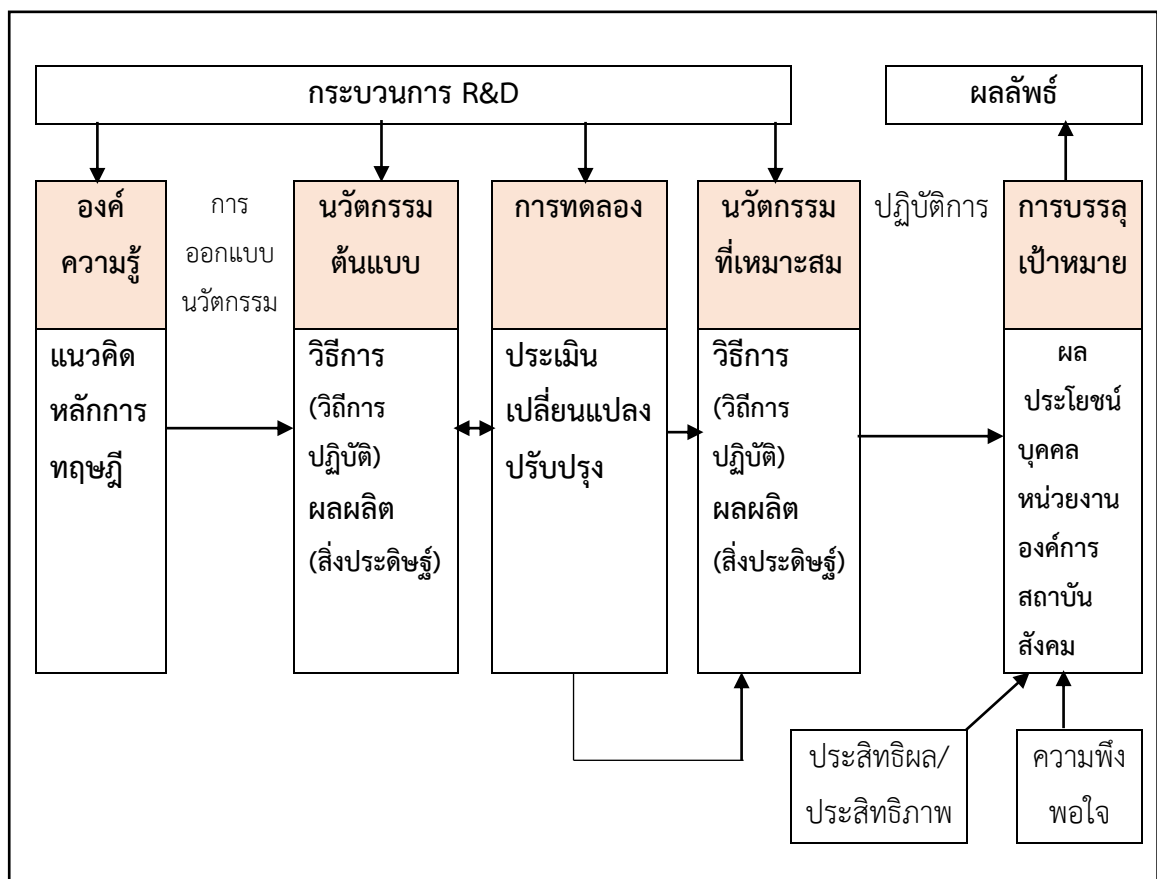 กระบวนการ R&D
ผลลัพธ์
องค์
ความรู้
การ
ออกแบบ
นวัตกรรม
นวัตกรรม
ต้นแบบ
การทดลอง
นวัตกรรม
ที่เหมาะสม
ปฏิบัติการ
การบรรลุ
เป้าหมาย
แนวคิด
หลักการ
ทฤษฎี
วิธีการ
(วิถีการ
ปฏิบัติ)
ผลผลิต
(สิ่งประดิษฐ์)
ประเมิน
เปลี่ยนแปลง
ปรับปรุง
วิธีการ
(วิถีการ
ปฏิบัติ)
ผลผลิต
(สิ่งประดิษฐ์)
ผล
ประโยชน์
บุคคล
หน่วยงาน
องค์การ
สถาบัน
สังคม
ประสิทธิผล/
ประสิทธิภาพ
ความพึง
พอใจ